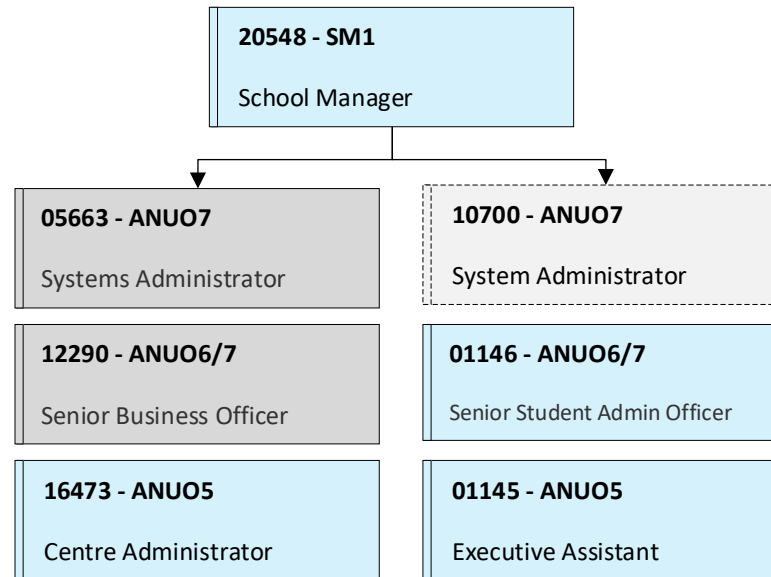 20548 - SM1
School Manager
05663 - ANUO7
Systems Administrator
10700 - ANUO7
System Administrator
12290 - ANUO6/7
Senior Business Officer
01146 - ANUO6/7
Senior Student Admin Officer
16473 - ANUO5
Centre Administrator
01145 - ANUO5
Executive Assistant